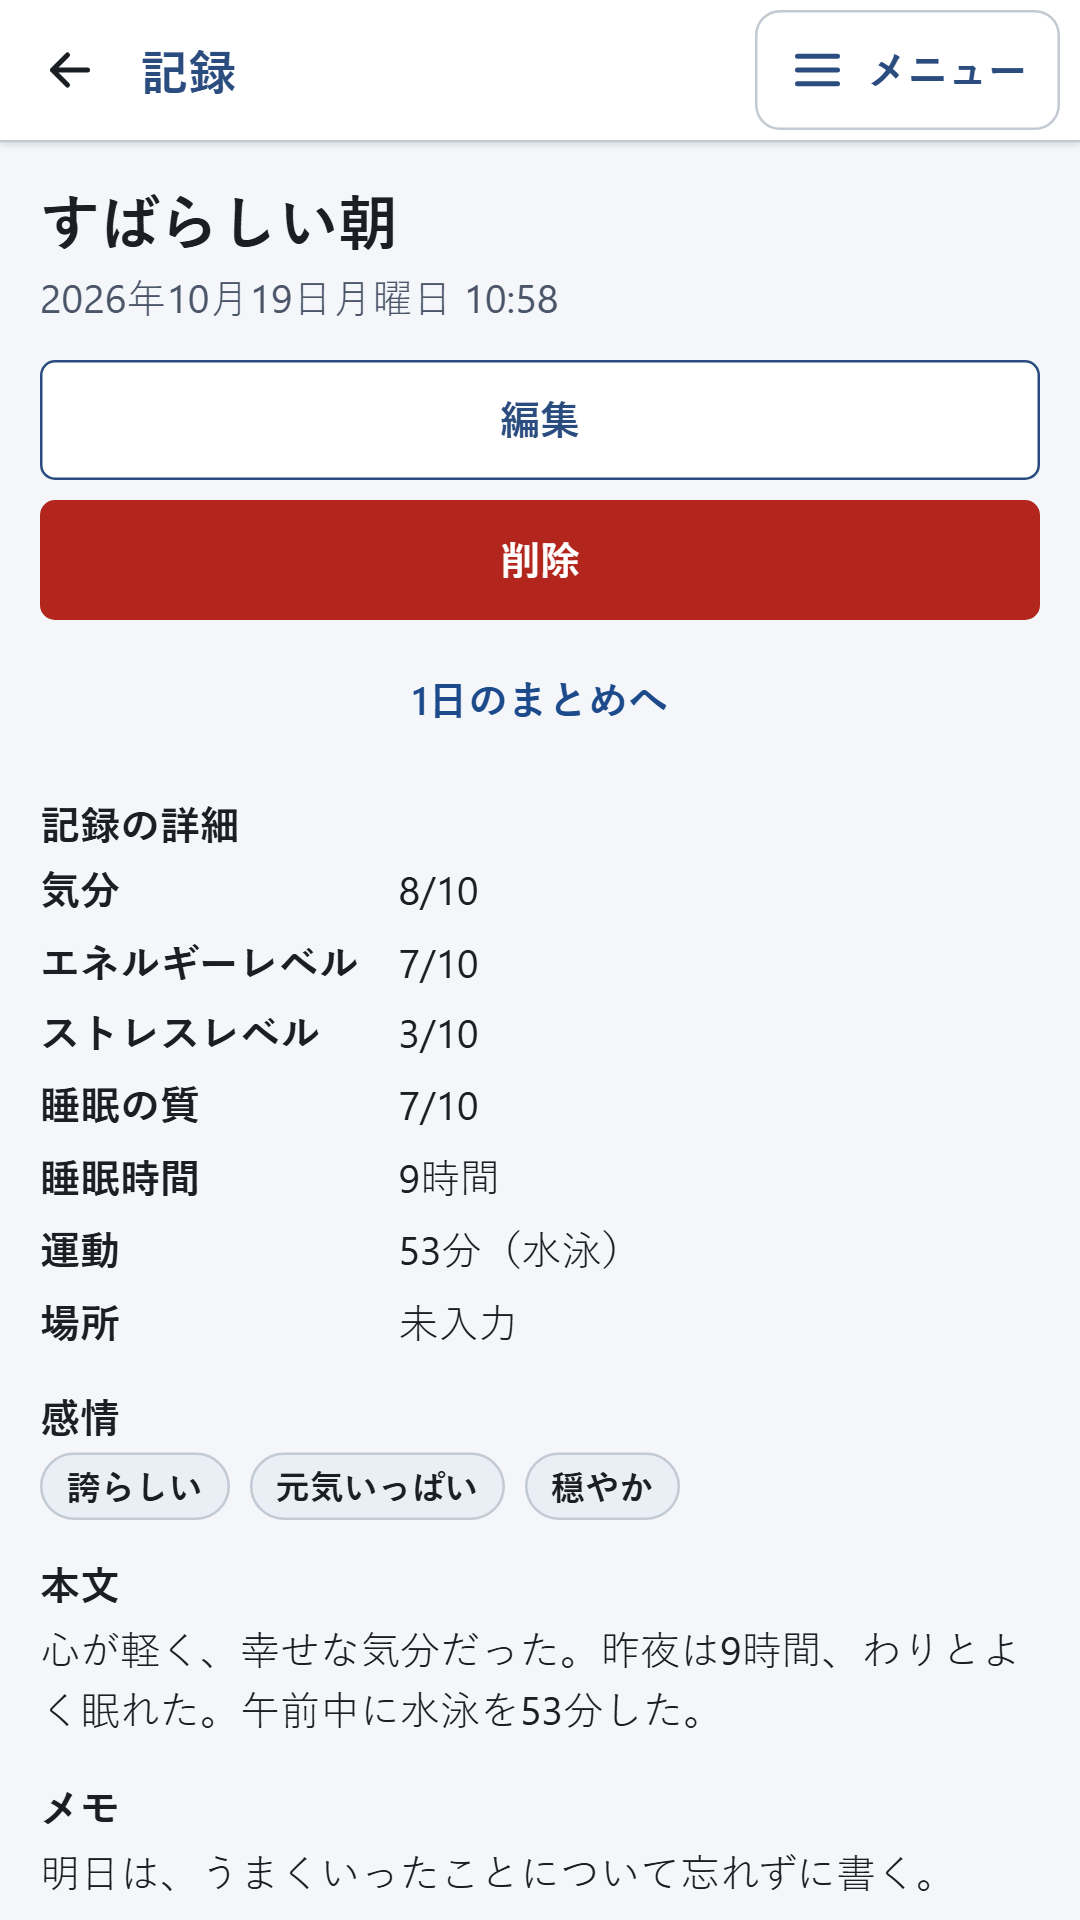 記録
メニュー
すばらしい朝
2026年10月19日月曜日 10:58
編集
削除
1日のまとめへ
記録の詳細
気分 8/10
エネルギーレベル 7/10
ストレスレベル 3/10
睡眠の質 7/10
睡眠時間 9時間
運動 53分（水泳）
場所 未入力
感情
誇らしい 元気いっぱい 穏やか
本文
心が軽く、幸せな気分だった。昨夜は9時間、わりとよ
く眠れた。午前中に水泳を53分した。
メモ
明日は、うまくいったことについて忘れずに書く。